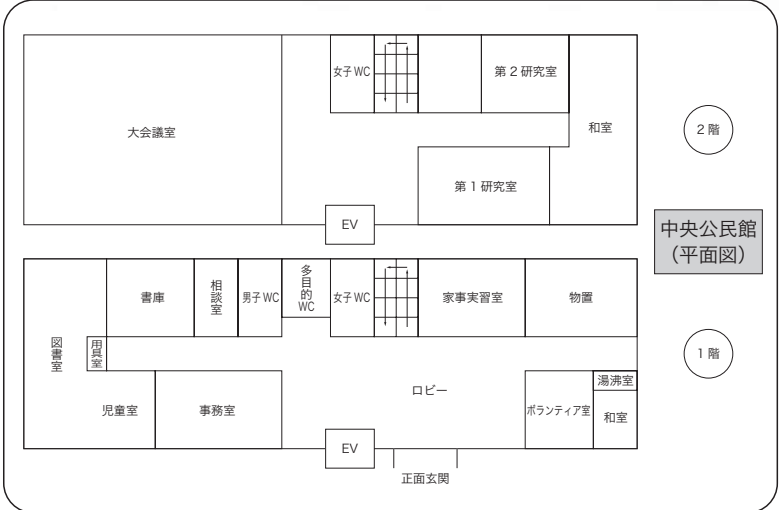 女子WC
第2研究室
大会議室
和室
2階
第1研究室
EV
中央公民館
（平面図）
書庫
相談室
男子WC
多目的WC
女子WC
家事実習室
物置
図書室
用具室
1階
湯沸室
ロビー
児童室
事務室
ボランティア室
和室
EV
正面玄関